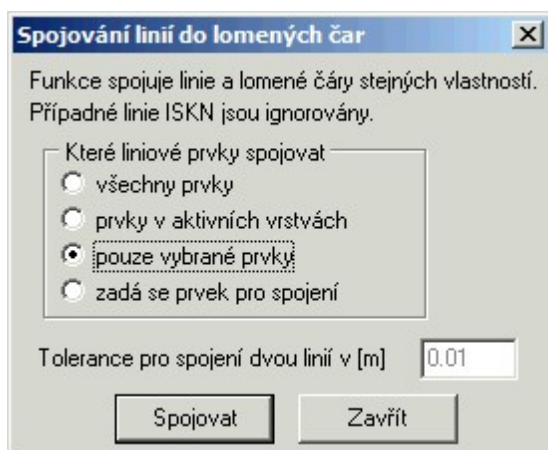 Spojování linií do lomených čar
Funkce spojuje linie a lomené čáry stejných vlastností.
Případné linie ISKN jsou ignorovány.
Které liniové prvky spojovat
všechny prvky
prvky v aktivních vrstvách
pouze vybrané prvky
zadá se prvek pro spojení
Tolerance pro spojení dvou linií v [m] 0.01
Spojovat Zavřít